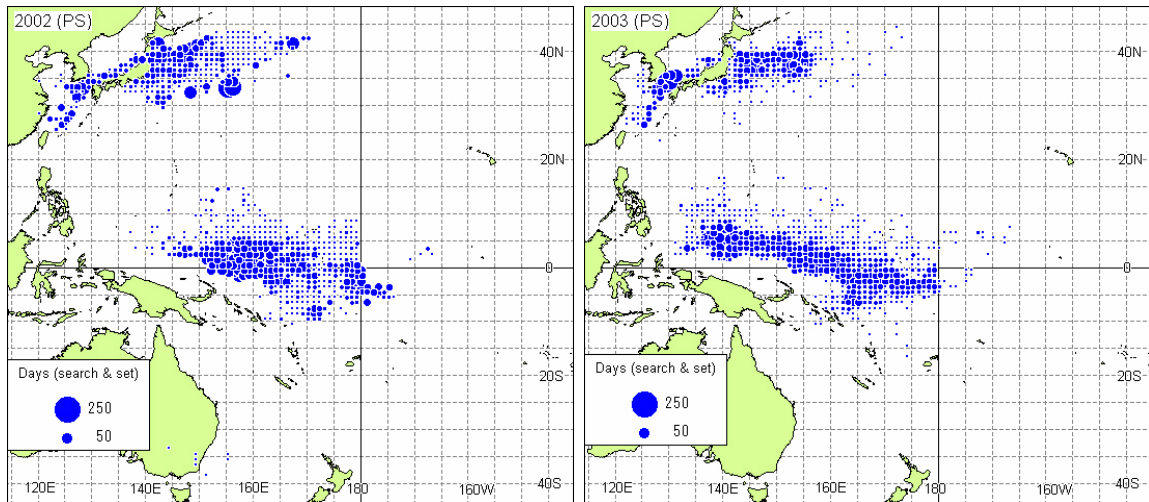 2002 (PS)
40N
20N
0
20S
40S
120E
140E
160E
180
160W
Days (search & set)
250
50
2003 (PS)
40N
20N
0
20S
40S
120E
140E
160E
180
160W
Days (search & set)
250
50